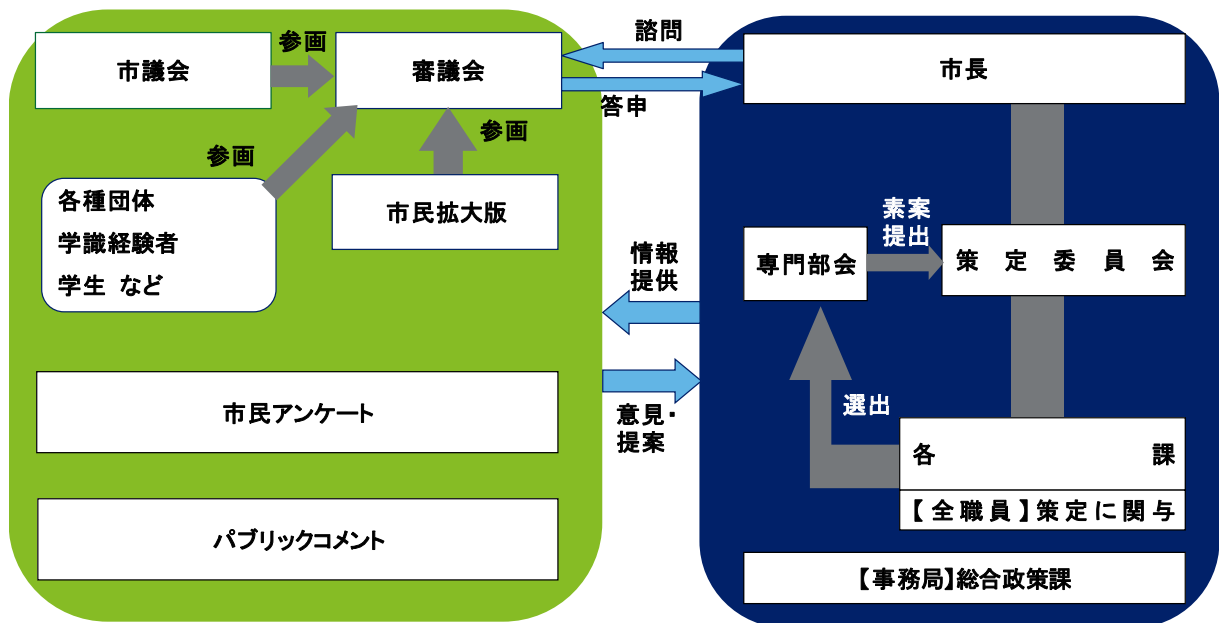 市議会
参画
審議会
諮問
答申
市長
参画
参画
各種団体
学識経験者
学生 など
市民拡大版
情報
提供
素案
提出
専門部会
策定委員会
市民アンケート
意見・
提案
選出
各課
【全職員】策定に関与
パブリックコメント
【事務局】総合政策課